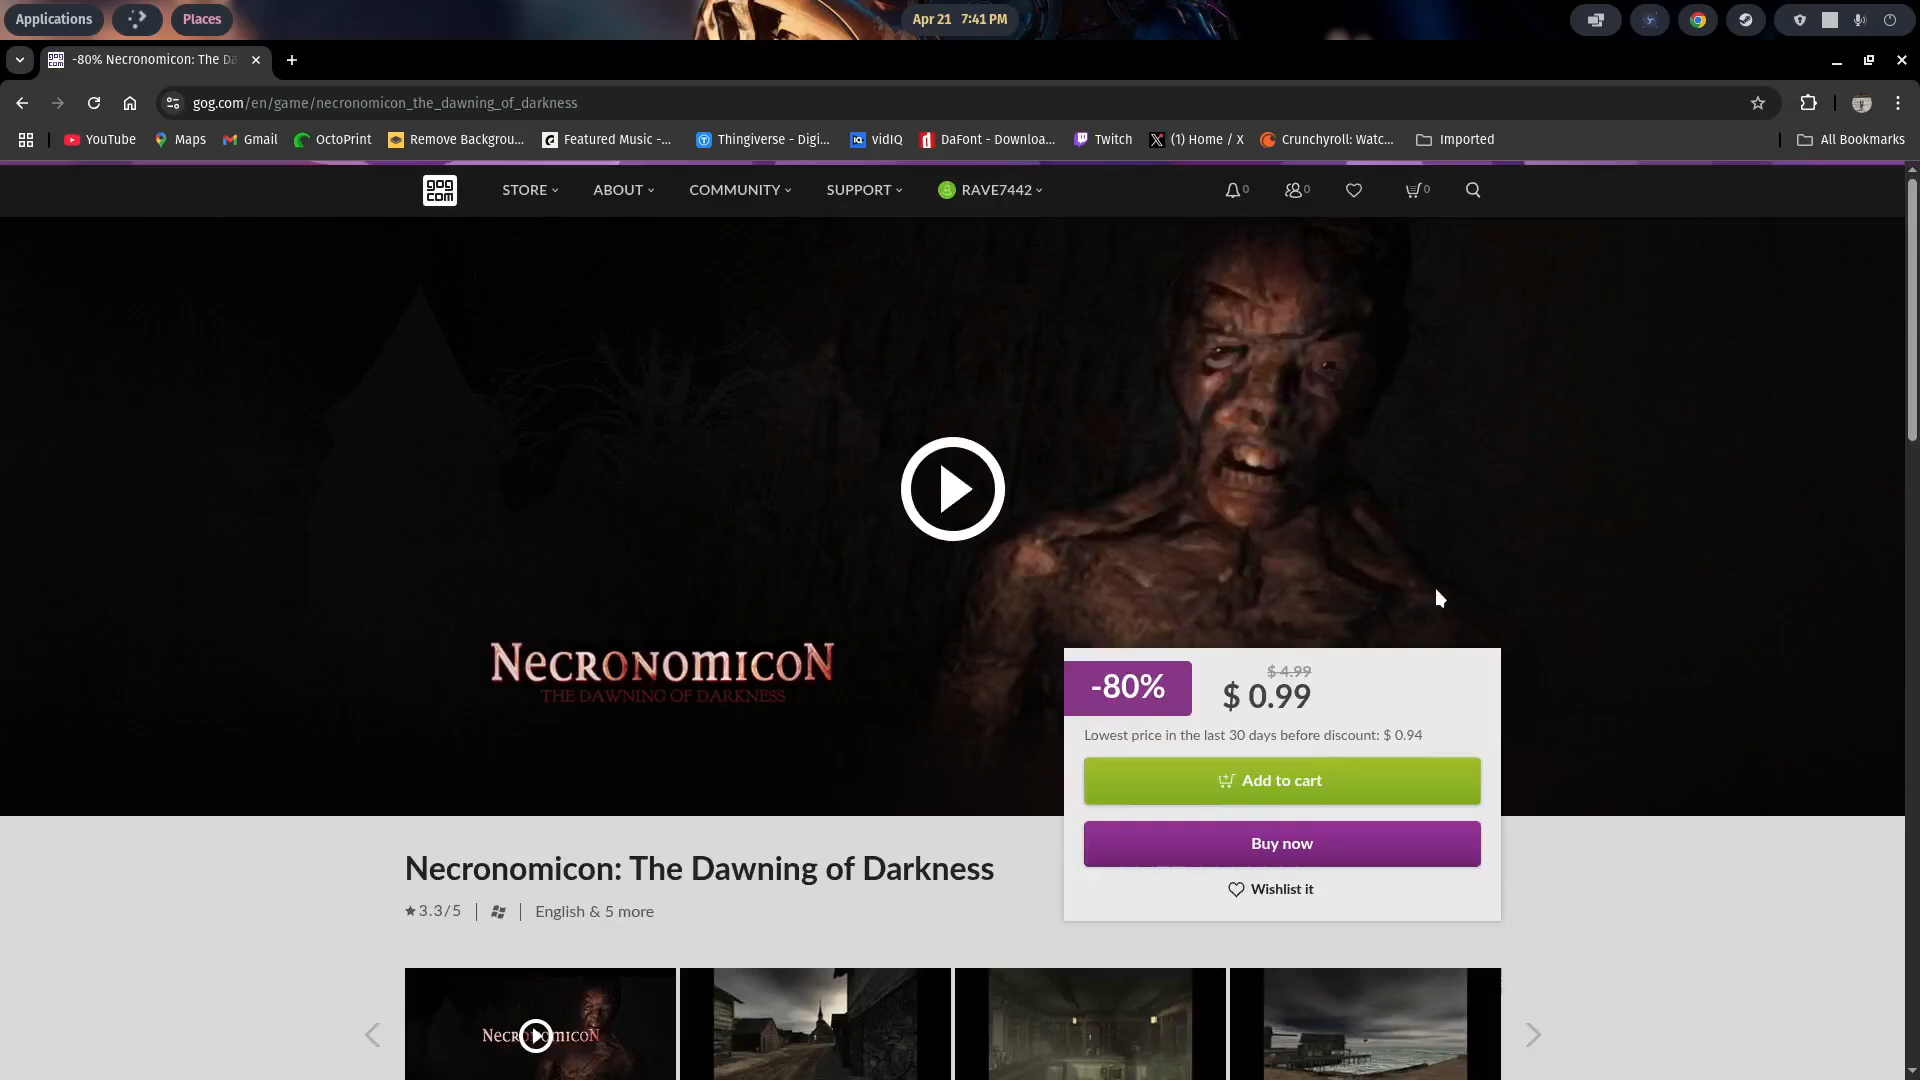 Applications
Places
Apr 21 7:41 PM
-80% Necronomicon: The Da
gog.com/en/game/necronomicon_the_dawning_of_darkness
YouTube
Maps
Gmail
OctoPrint
Remove Backgrou...
Featured Music -...
Thingiverse - Digi...
vidIQ
DaFont - Downloa...
Twitch
(1) Home / X
Crunchyroll: Watc...
Imported
All Bookmarks
gog com
STORE
ABOUT
COMMUNITY
SUPPORT
RAVE7442
0
0
0
NECRONOMICON
THE DAWNING OF DARKNESS
-80%
$ 4.99
$ 0.99
Lowest price in the last 30 days before discount: $ 0.94
Add to cart
Buy now
Wishlist it
Necronomicon: The Dawning of Darkness
3.3/5
English & 5 more
NECRONOMICON